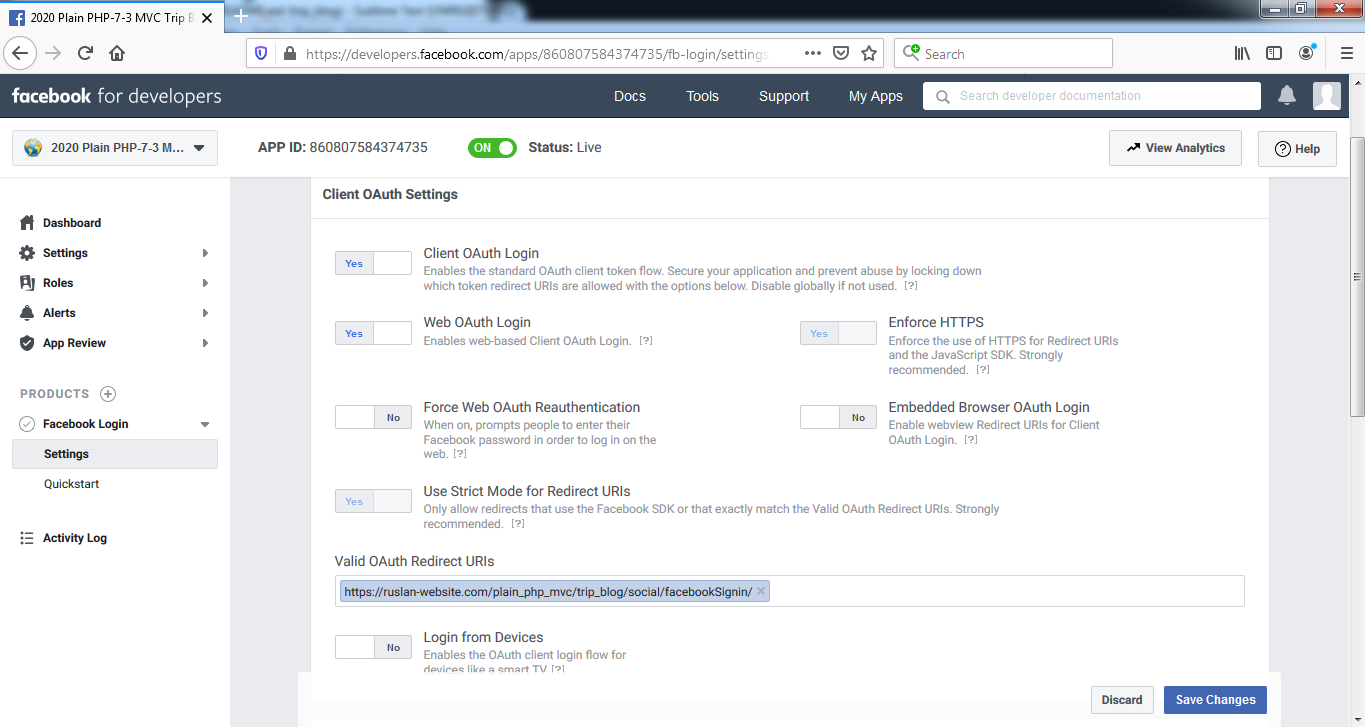 2020 Plain PHP-7-3 MVC Trip B
https://developers.facebook.com/apps/860807584374735/fb-login/settings
Search
facebook for developers
Docs
Tools
Support
My Apps
Search developer documentation
2020 Plain PHP-7-3 M...
APP ID: 860807584374735
ON
Status: Live
View Analytics
Help
Dashboard
Settings
Roles
Alerts
App Review
PRODUCTS
Facebook Login
Settings
Quickstart
Activity Log
Client OAuth Settings
Yes
Client OAuth Login
Enables the standard OAuth client token flow. Secure your application and prevent abuse by locking down
which token redirect URIs are allowed with the options below. Disable globally if not used. [?]
Yes
Web OAuth Login
Enables web-based Client OAuth Login. [?]
Yes
Enforce HTTPS
Enforce the use of HTTPS for Redirect URIs
and the JavaScript SDK. Strongly
recommended. [?]
No
Force Web OAuth Reauthentication
When on, prompts people to enter their
Facebook password in order to log in on the
web. [?]
No
Embedded Browser OAuth Login
Enable webview Redirect URIs for Client
OAuth Login. [?]
Yes
Use Strict Mode for Redirect URIs
Only allow redirects that use the Facebook SDK or that exactly match the Valid OAuth Redirect URIs. Strongly
recommended. [?]
Valid OAuth Redirect URIs
https://ruslan-website.com/plain_php_mvc/trip_blog/social/facebookSignin/
No
Login from Devices
Enables the OAuth client login flow for
devices like a smart TV [?]
Discard
Save Changes